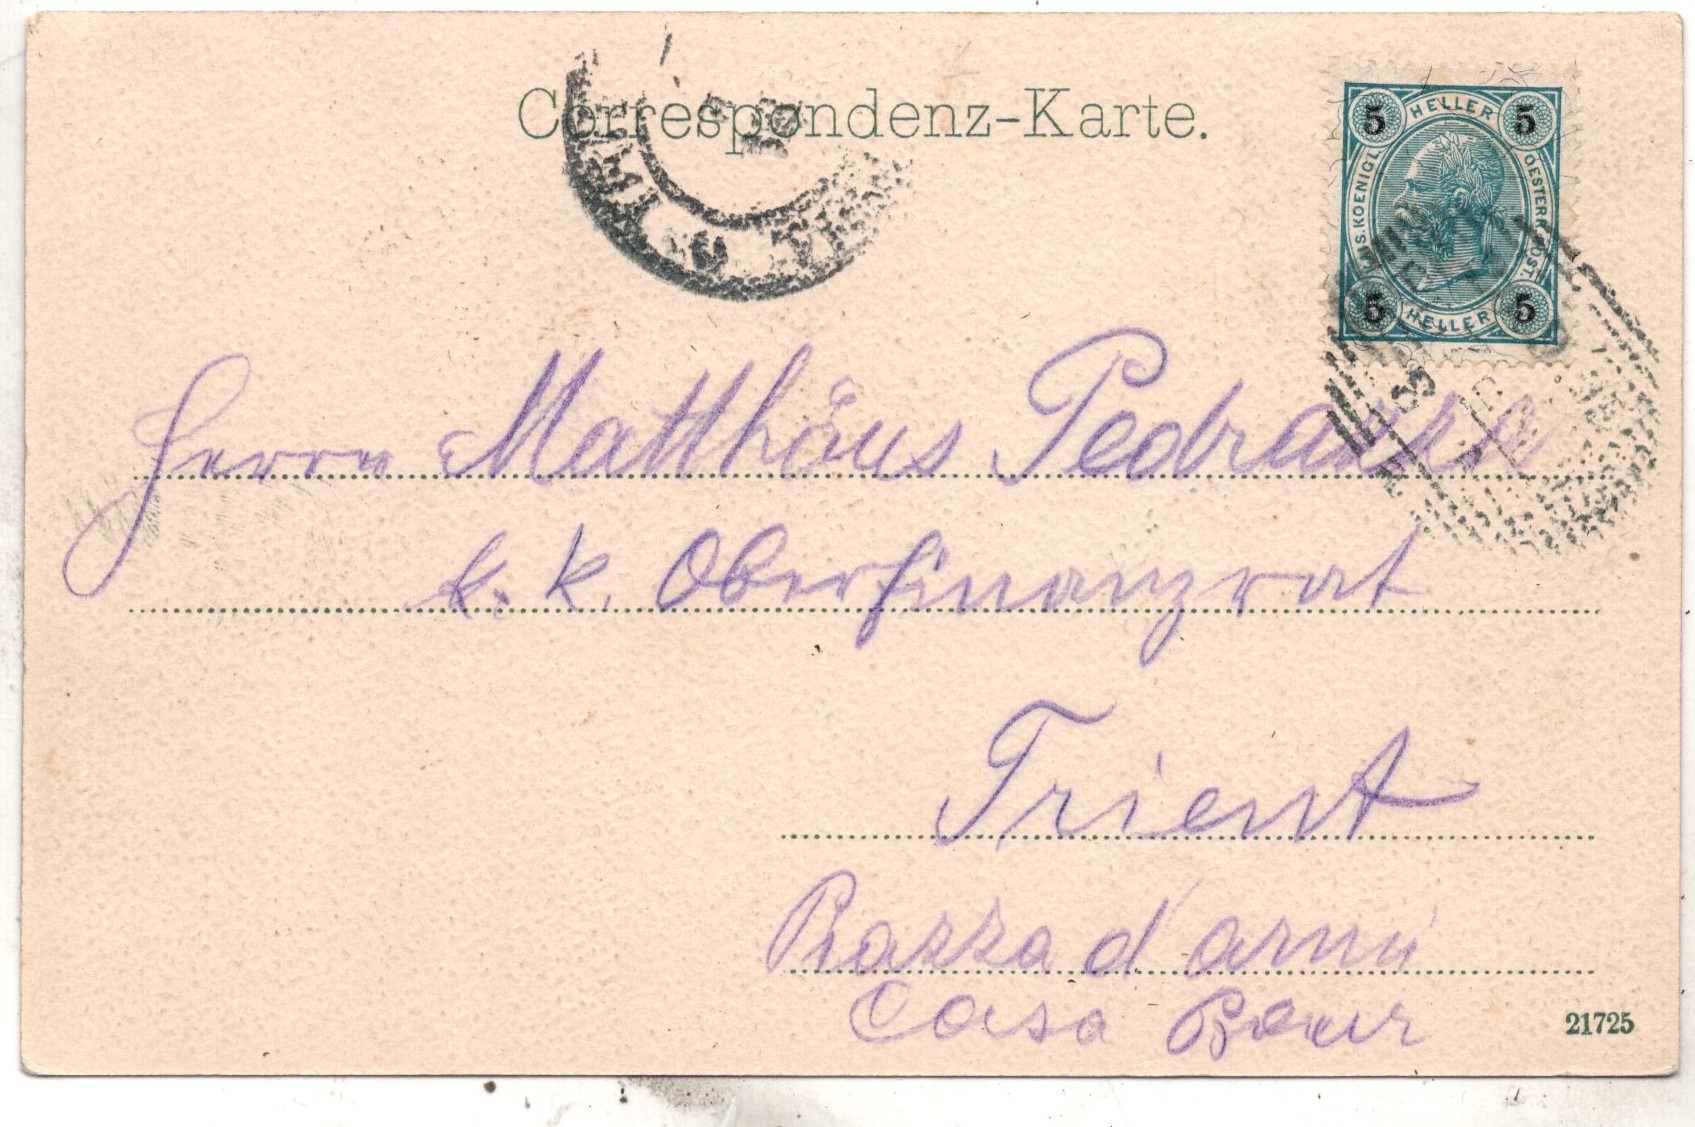 Correspondenz-Karte.
5 HELLER 5
KAIS. KOENIGL. OESTERR. POST.
5 HELLER 5
TRIENT
Herrn Matthäus Pedrazza
k. k. Oberfinanzrat
Trient
Piazza d'armi
Casa
21725